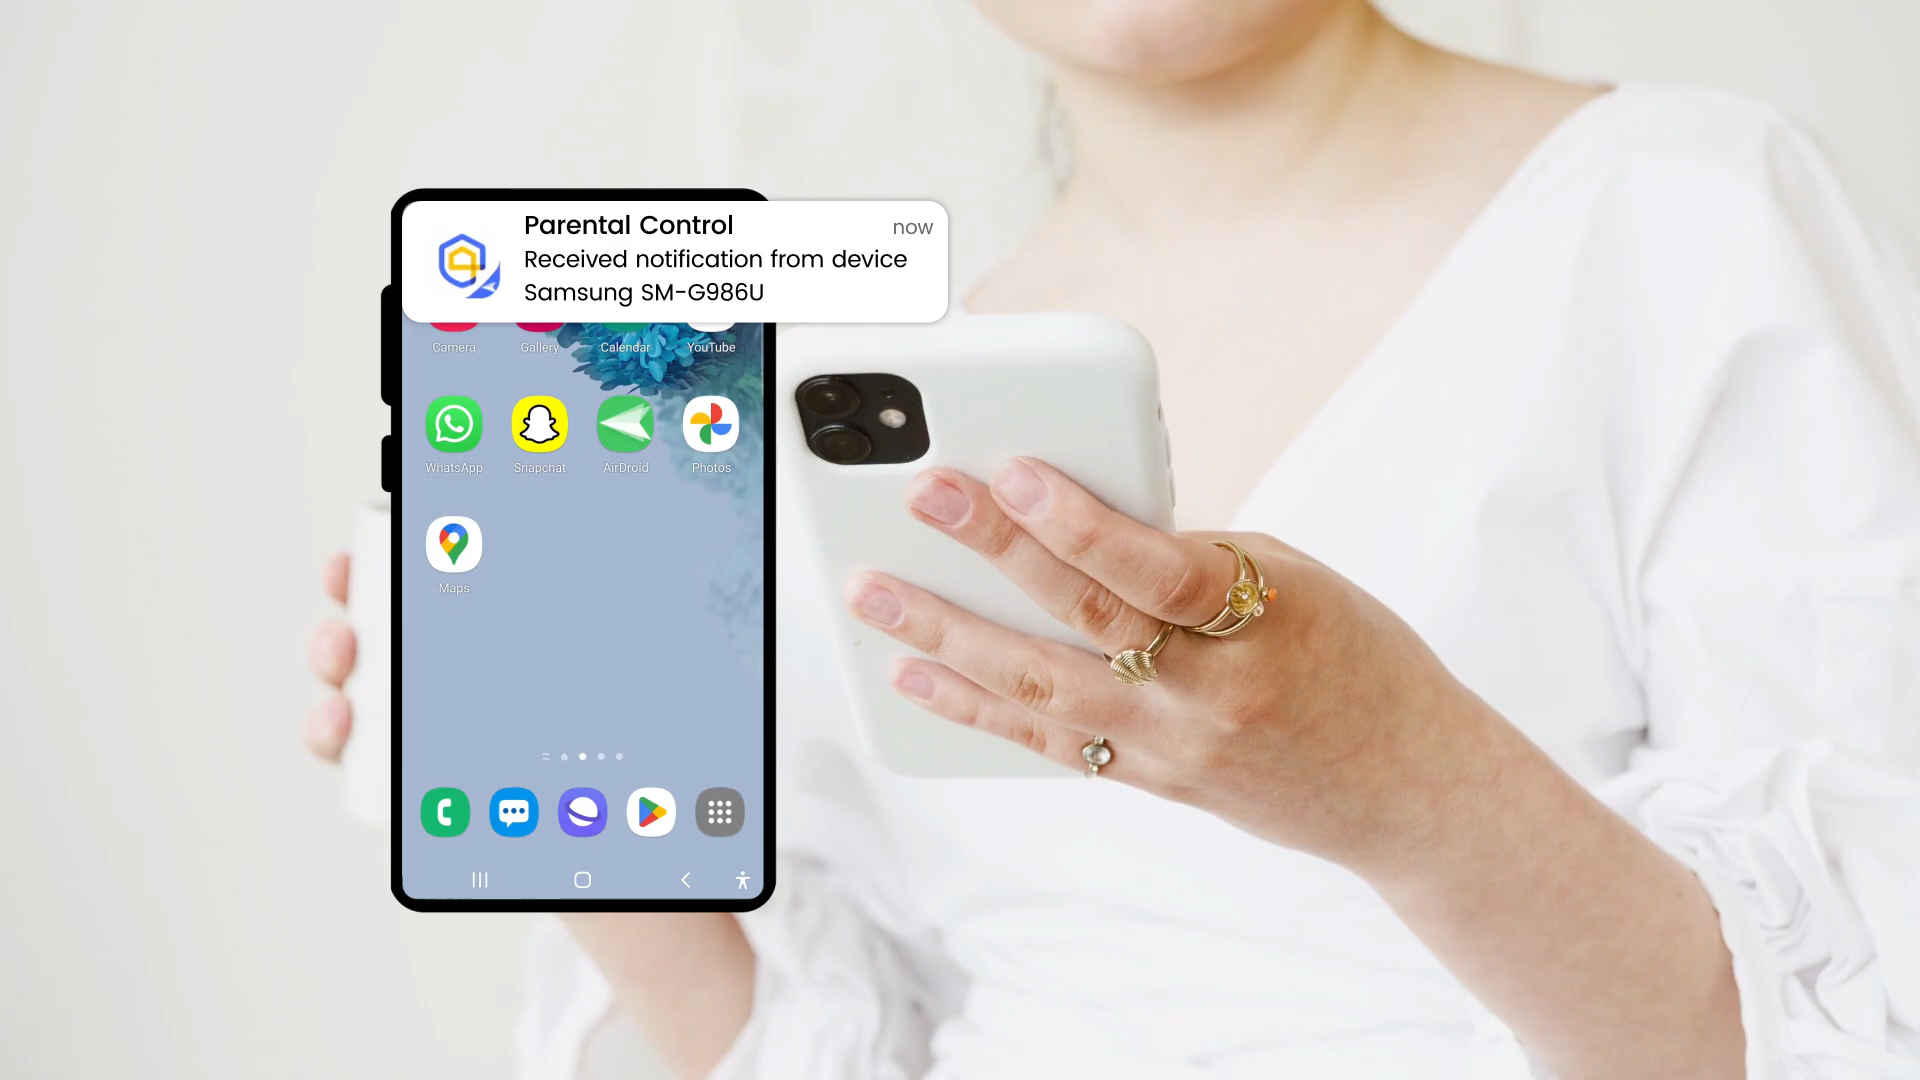 Parental Control
now
Received notification from device
Samsung SM-G986U
Camera
Gallery
Calendar
YouTube
WhatsApp
Snapchat
AirDroid
Photos
Maps